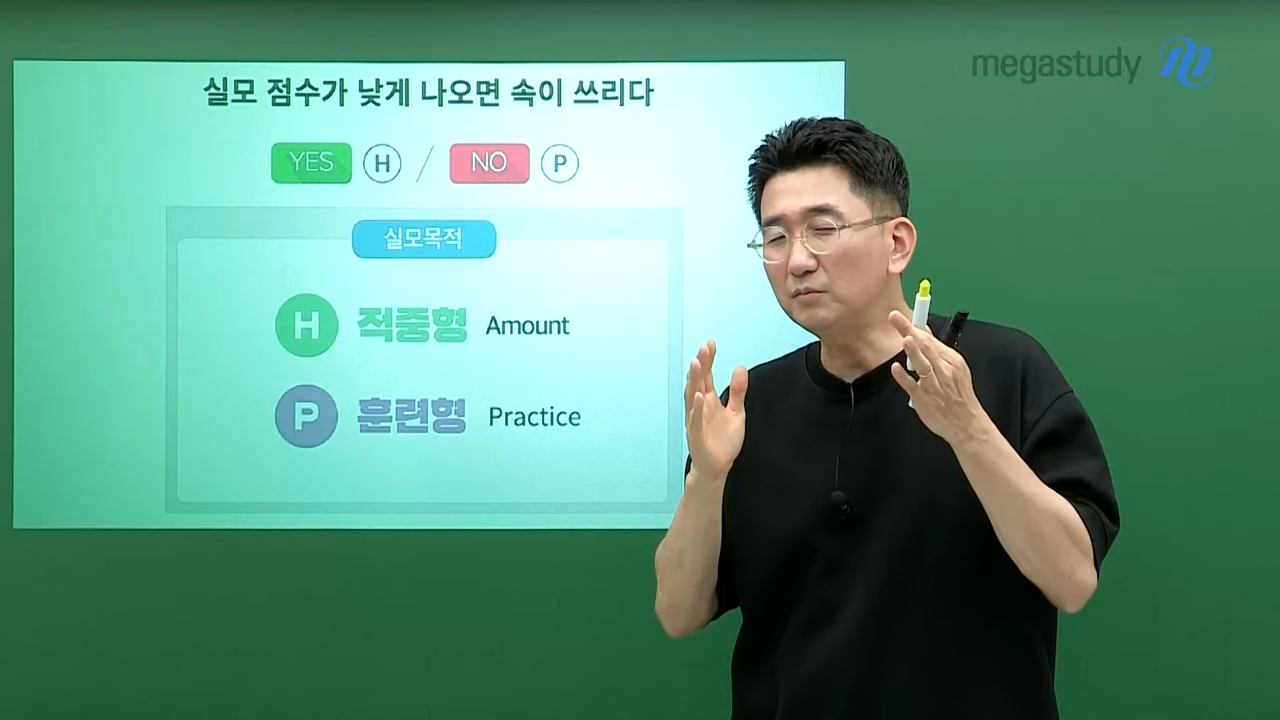 megastudy
실모 점수가 낮게 나오면 속이 쓰리다
YES H / NO P
실모목적
H 적중형 Amount
P 훈련형 Practice